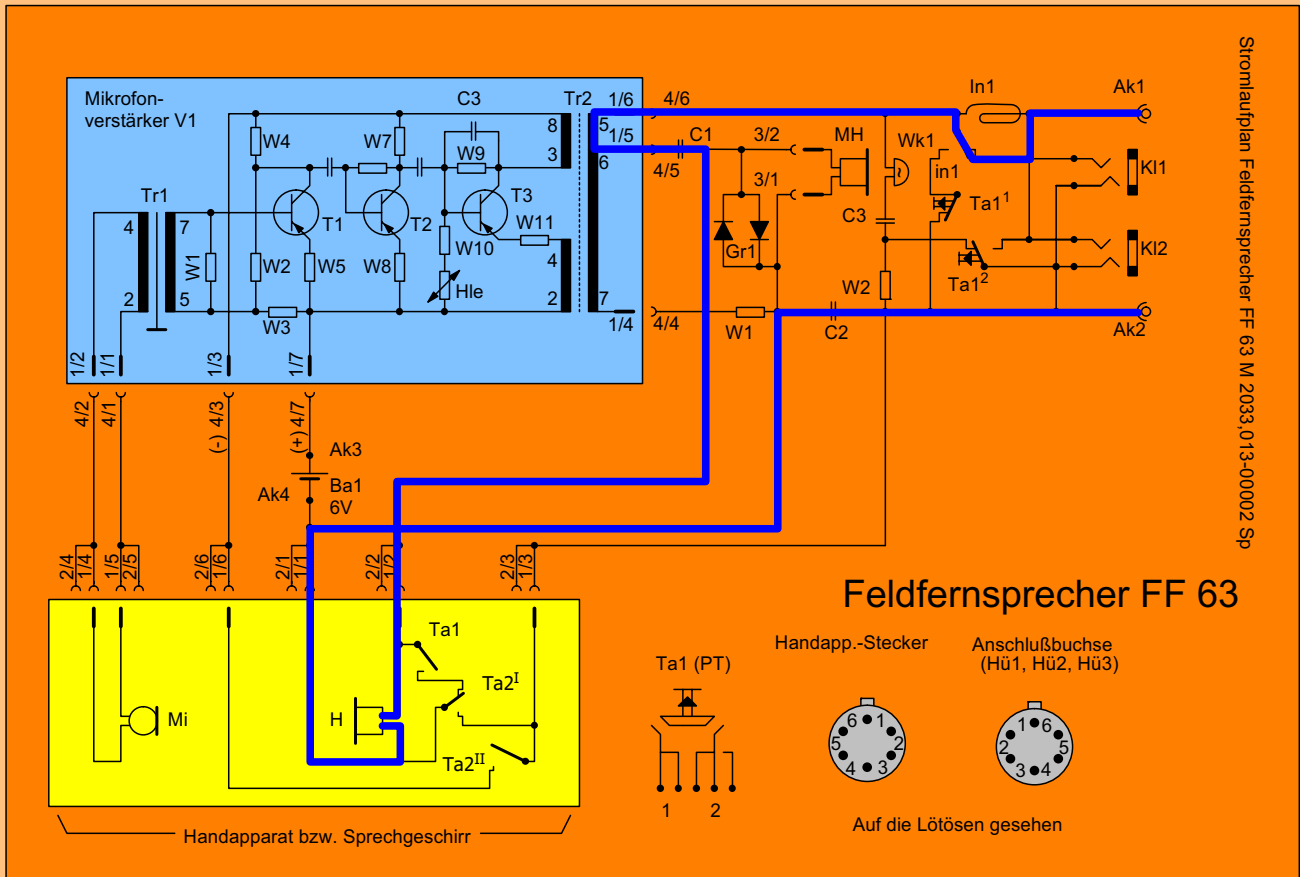 Mikrofon-
verstärker V1
C3
Tr2
1/6
4/6
In1
Ak1
W4
W7
8
5
1/5
C1
3/2
MH
Wk1
W9
3
6
4/5
in1
Kl1
Tr1
3/1
T1
T2
T3
Ta1¹
4
7
W11
C3
W1
W10
Gr1
Kl2
W2
W5
W8
4
W2
Ta1²
Hle
2
5
W3
2
7
1/4
4/4
W1
C2
Ak2
1/2
1/1
1/3
1/7
4/2
4/1
(-) 4/3
(+) 4/7
Ak3
Ak4
Ba1
6V
2/4
1/4
1/5
2/5
2/6
1/6
2/1
1/1
2/2
1/2
2/3
1/3
Stromlaufplan Feldfernsprecher FF 63 M 2033,013-00002 Sp
Feldfernsprecher FF 63
Ta1
Ta2ᴵ
H
Mi
Ta2ᴵᴵ
Handapparat bzw. Sprechgeschirr
Ta1 (PT)
1
2
Handapp.-Stecker
6
1
5
2
4
3
Anschlußbuchse
(Hü1, Hü2, Hü3)
1
6
2
5
3
4
Auf die Lötösen gesehen